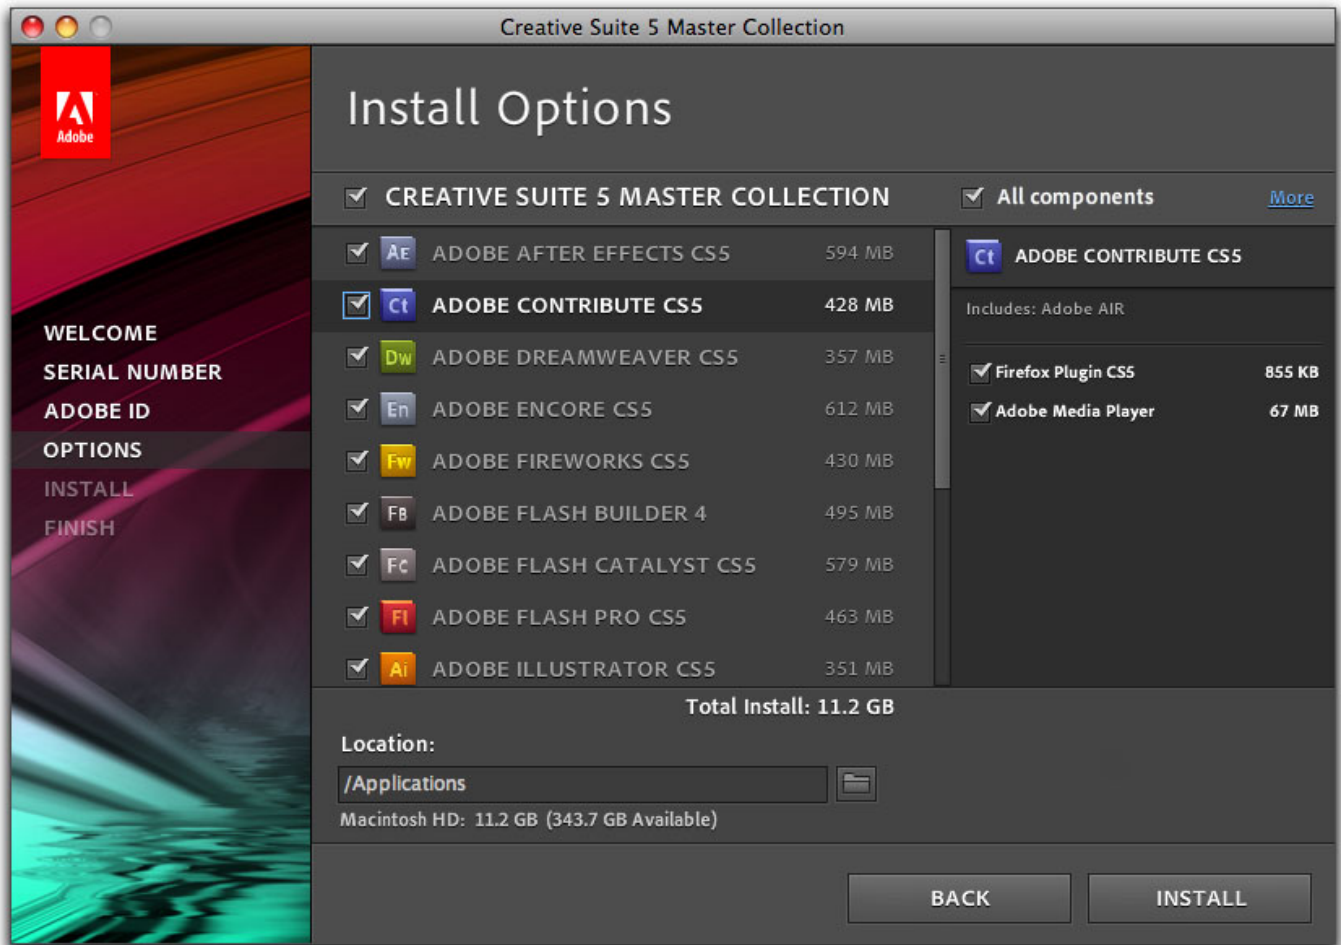 Creative Suite 5 Master Collection
Adobe
Install Options
CREATIVE SUITE 5 MASTER COLLECTION
All components More
AE ADOBE AFTER EFFECTS CS5 594 MB
Ct ADOBE CONTRIBUTE CS5 428 MB
Dw ADOBE DREAMWEAVER CS5 357 MB
En ADOBE ENCORE CS5 612 MB
Fw ADOBE FIREWORKS CS5 430 MB
FB ADOBE FLASH BUILDER 4 495 MB
Fc ADOBE FLASH CATALYST CS5 579 MB
Fl ADOBE FLASH PRO CS5 463 MB
Ai ADOBE ILLUSTRATOR CS5 351 MB
Ct ADOBE CONTRIBUTE CS5
Includes: Adobe AIR
Firefox Plugin CS5 855 KB
Adobe Media Player 67 MB
WELCOME
SERIAL NUMBER
ADOBE ID
OPTIONS
INSTALL
FINISH
Total Install: 11.2 GB
Location:
/Applications
Macintosh HD: 11.2 GB (343.7 GB Available)
BACK INSTALL